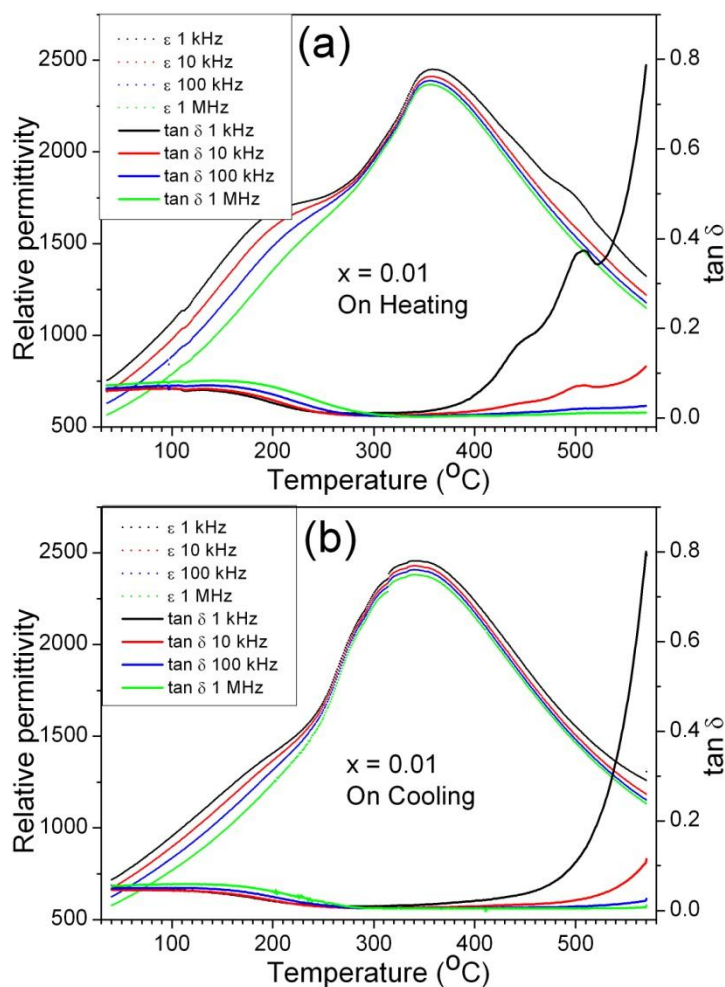 (a)
ε 1 kHz
ε 10 kHz
ε 100 kHz
ε 1 MHz
tan δ 1 kHz
tan δ 10 kHz
tan δ 100 kHz
tan δ 1 MHz
Relative permittivity
2500
2000
1750
1500
1000
500
x = 0.01
On Heating
tan δ
0.8
0.6
0.4
0.2
0.0
100
200
300
400
500
Temperature (°C)
(b)
ε 1 kHz
ε 10 kHz
ε 100 kHz
ε 1 MHz
tan δ 1 kHz
tan δ 10 kHz
tan δ 100 kHz
tan δ 1 MHz
Relative permittivity
2500
2000
1500
1000
500
x = 0.01
On Cooling
tan δ
0.8
0.6
0.4
0.2
0.0
100
200
300
400
500
Temperature (°C)